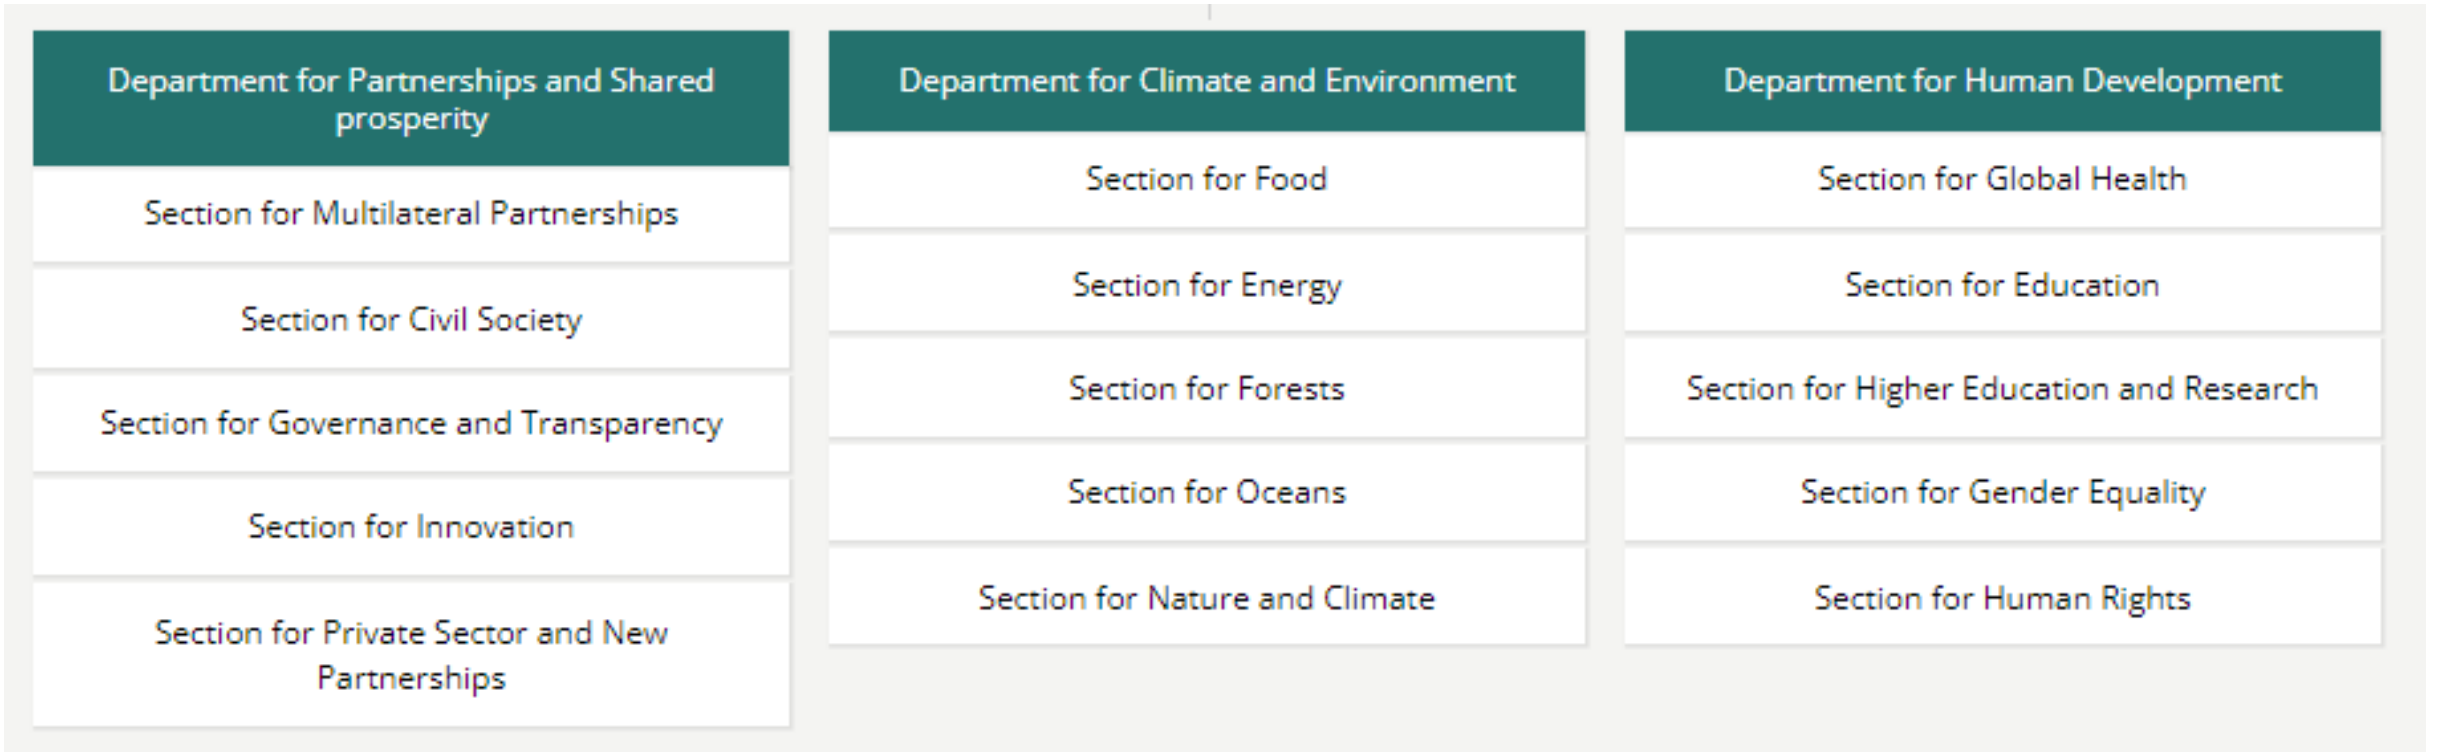 Department for Partnerships and Shared
prosperity
Section for Multilateral Partnerships
Section for Civil Society
Section for Governance and Transparency
Section for Innovation
Section for Private Sector and New
Partnerships
Department for Climate and Environment
Section for Food
Section for Energy
Section for Forests
Section for Oceans
Section for Nature and Climate
Department for Human Development
Section for Global Health
Section for Education
Section for Higher Education and Research
Section for Gender Equality
Section for Human Rights